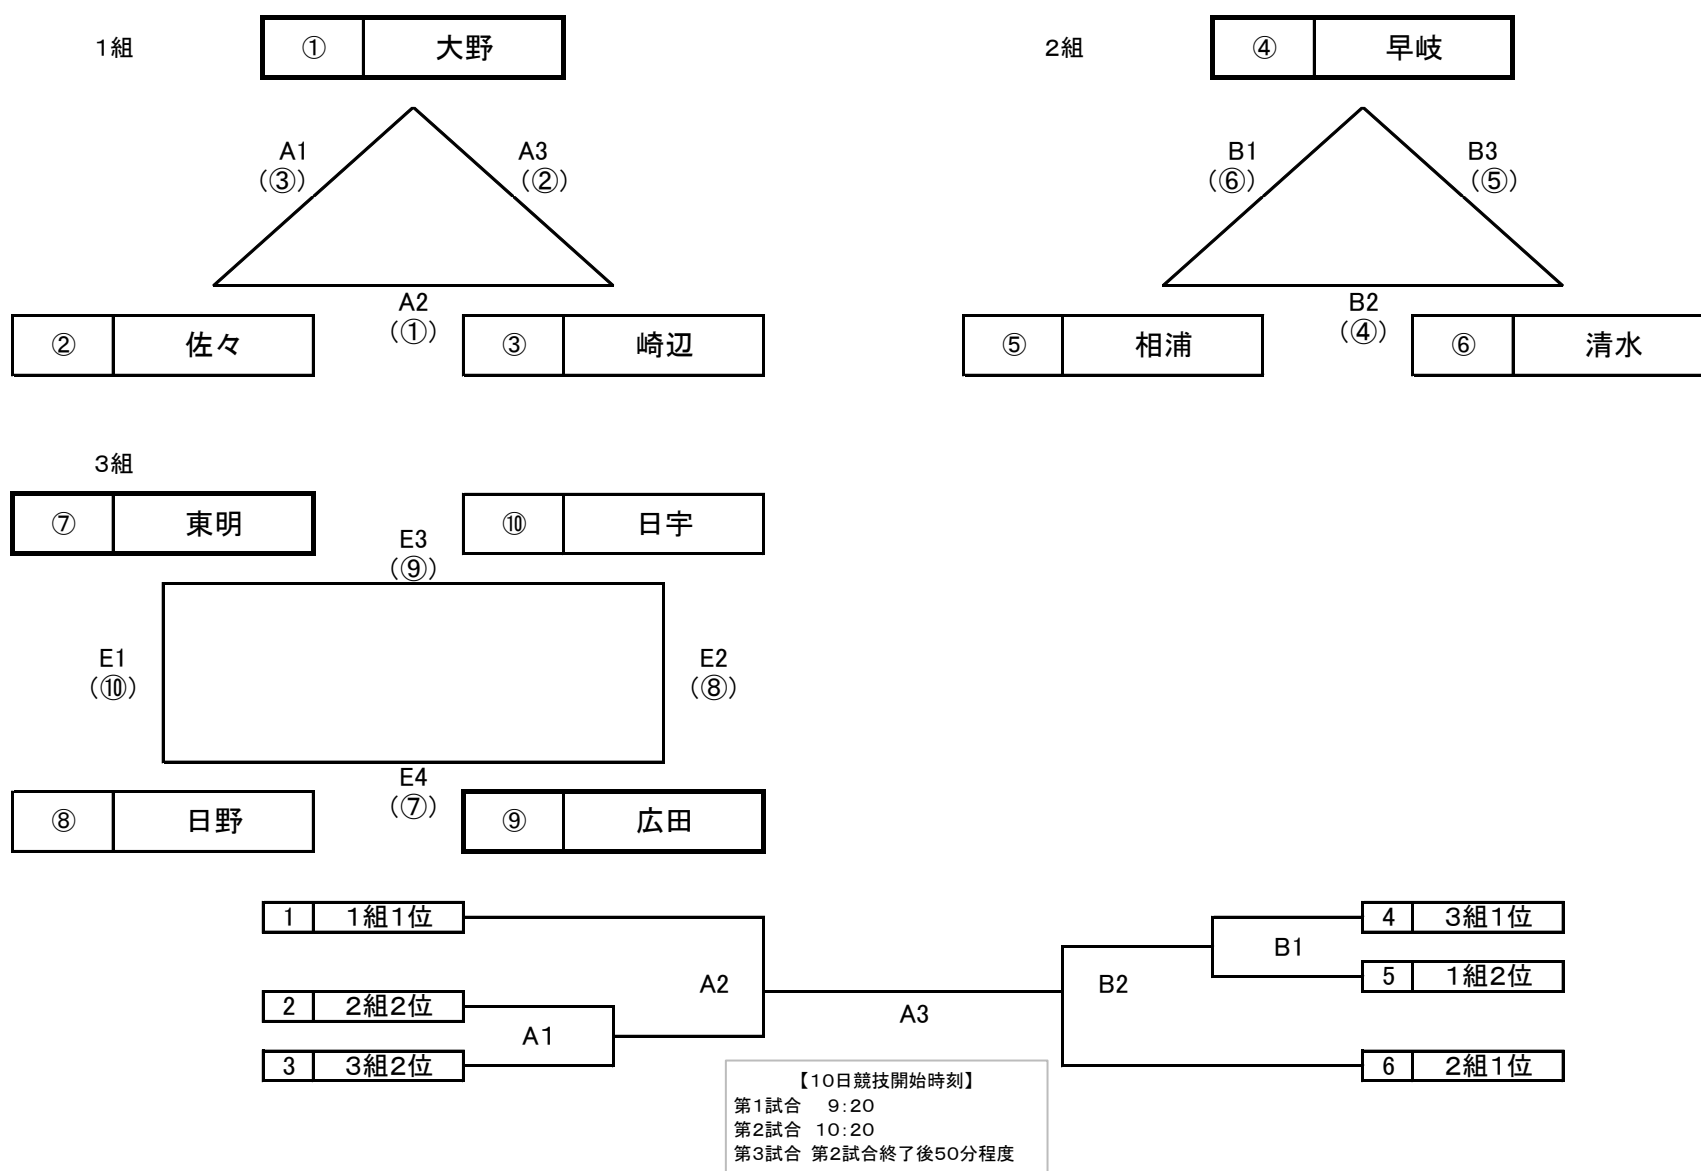 １組
① 大野
２組
④ 早岐
A1
（③）
A3
（②）
B1
（⑥）
B3
（⑤）
A2
（①）
B2
（④）
② 佐々
③ 崎辺
⑤ 相浦
⑥ 清水
３組
⑦ 東明
⑩ 日宇
E3
（⑨）
E1
（⑩）
E2
（⑧）
E4
（⑦）
⑧ 日野
⑨ 広田
1 １組１位
4 ３組１位
B1
A2
B2
5 １組２位
2 ２組２位
A3
A１
3 ３組２位
6 ２組１位
【10日競技開始時刻】
第1試合　9：20
第2試合 10：20
第3試合 第2試合終了後50分程度